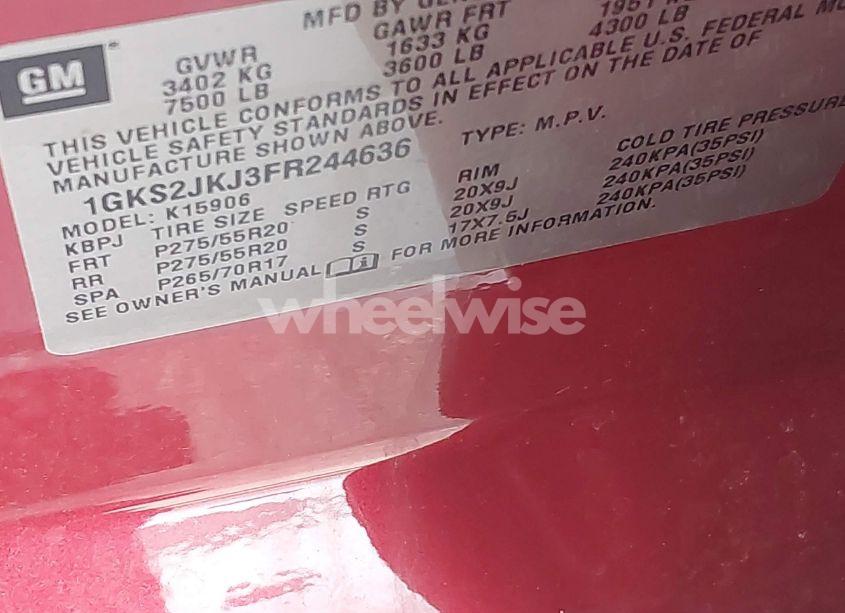 GM
MFD BY
GVWR GAWR FRT
3402 KG 1633 KG
7500 LB 3600 LB 4300 LB
THIS VEHICLE CONFORMS TO ALL APPLICABLE U.S. FEDERAL
VEHICLE SAFETY STANDARDS IN EFFECT ON THE DATE OF
MANUFACTURE SHOWN ABOVE.
1GKS2JKJ3FR244636 TYPE: M.P.V.
MODEL: K15906
KBPJ TIRE SIZE SPEED RTG RIM COLD TIRE PRESSURE
FRT P275/55R20 S 20X9J 240KPA(35PSI)
RR P275/55R20 S 20X9J 240KPA(35PSI)
SPA P265/70R17 S 17X7.5J 240KPA(35PSI)
SEE OWNER'S MANUAL FOR MORE INFORMATION.
wheelwise